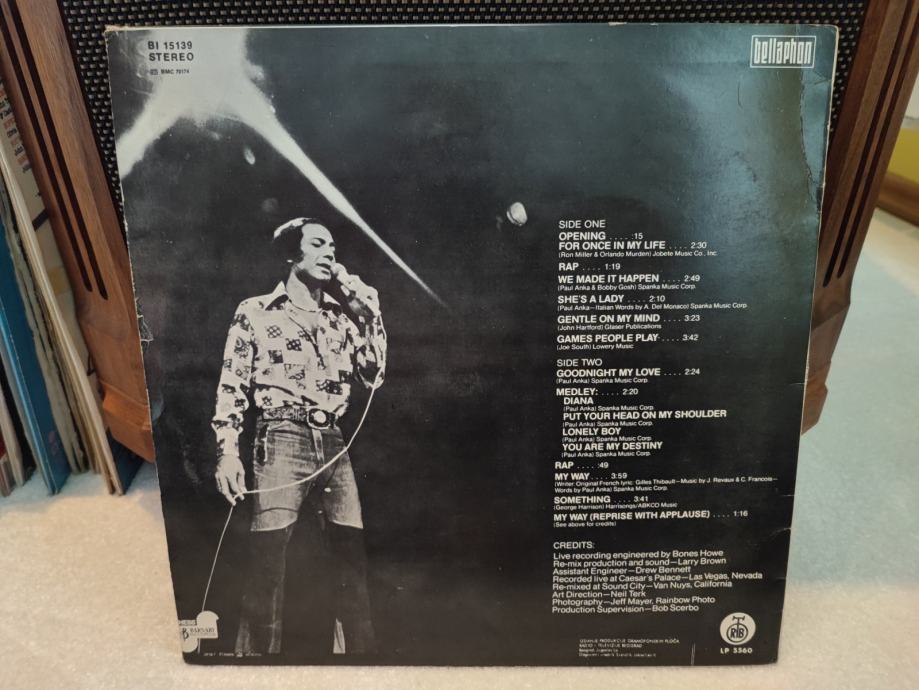 BI 15139
STEREO
BMC 70174
bellaphon
SIDE ONE
OPENING .... :15
FOR ONCE IN MY LIFE .... 2:30
(Ron Miller & Orlando Murden) Jobete Music Co., Inc.
RAP .... 1:19
WE MADE IT HAPPEN .... 2:49
(Paul Anka & Bobby Gosh) Spanka Music Corp.
SHE'S A LADY .... 2:10
(Paul Anka—Italian Words by A. Del Monaco) Spanka Music Corp.
GENTLE ON MY MIND .... 3:23
(John Hartford) Glaser Publications
GAMES PEOPLE PLAY .... 3:42
(Joe South) Lowery Music
SIDE TWO
GOODNIGHT MY LOVE .... 2:24
(Paul Anka) Spanka Music Corp.
MEDLEY: .... 2:20
DIANA
(Paul Anka) Spanka Music Corp.
PUT YOUR HEAD ON MY SHOULDER
(Paul Anka) Spanka Music Corp.
LONELY BOY
(Paul Anka) Spanka Music Corp.
YOU ARE MY DESTINY
(Paul Anka) Spanka Music Corp.
RAP .... :49
MY WAY .... 3:59
(Writer Original French lyric: Gilles Thibault—Music by J. Revaux & C. Francois—
Words by Paul Anka) Spanka Music Corp.
SOMETHING .... 3:41
(George Harrison) Harrisongs/ABKCO Music
MY WAY (REPRISE WITH APPLAUSE) .... 1:16
(See above for credits)
CREDITS:
Live recording engineered by Bones Howe
Re-mix production and sound—Larry Brown
Assistant Engineer—Drew Bennett
Recorded live at Caesar's Palace—Las Vegas, Nevada
Re-mixed at Sound City—Van Nuys, California
Art Direction—Neil Terk
Photography—Jeff Mayer, Rainbow Photo
Production Supervision—Bob Scerbo
BARNABY
IZDANJE PRODUKCIJE GRAMOFONSKIH PLOČA
RADIO - TELEVIZIJE BEOGRAD
RTB
LP 5560